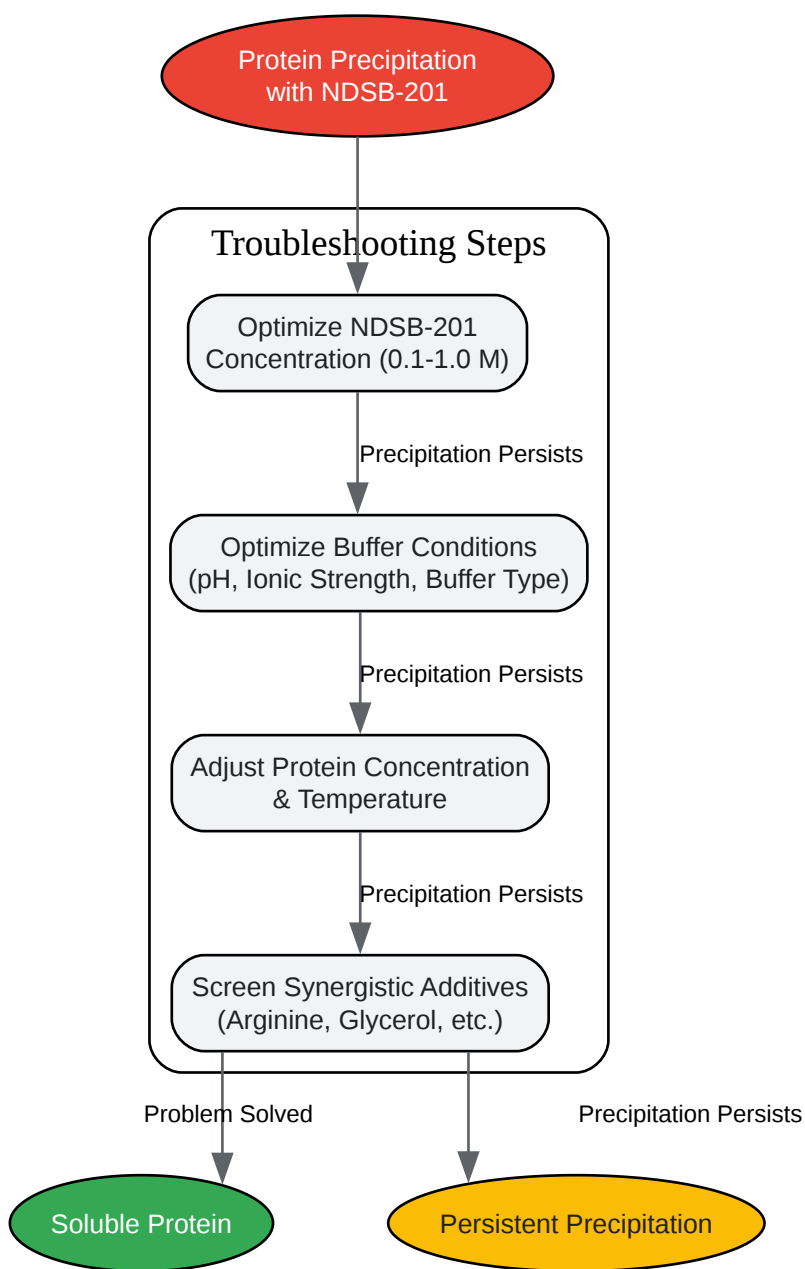 Protein Precipitation
with NDSB-201
Troubleshooting Steps
Optimize NDSB-201
Concentration (0.1-1.0 M)
Precipitation Persists
Optimize Buffer Conditions
(pH, Ionic Strength, Buffer Type)
Precipitation Persists
Adjust Protein Concentration
& Temperature
Precipitation Persists
Screen Synergistic Additives
(Arginine, Glycerol, etc.)
Problem Solved
Precipitation Persists
Soluble Protein
Persistent Precipitation